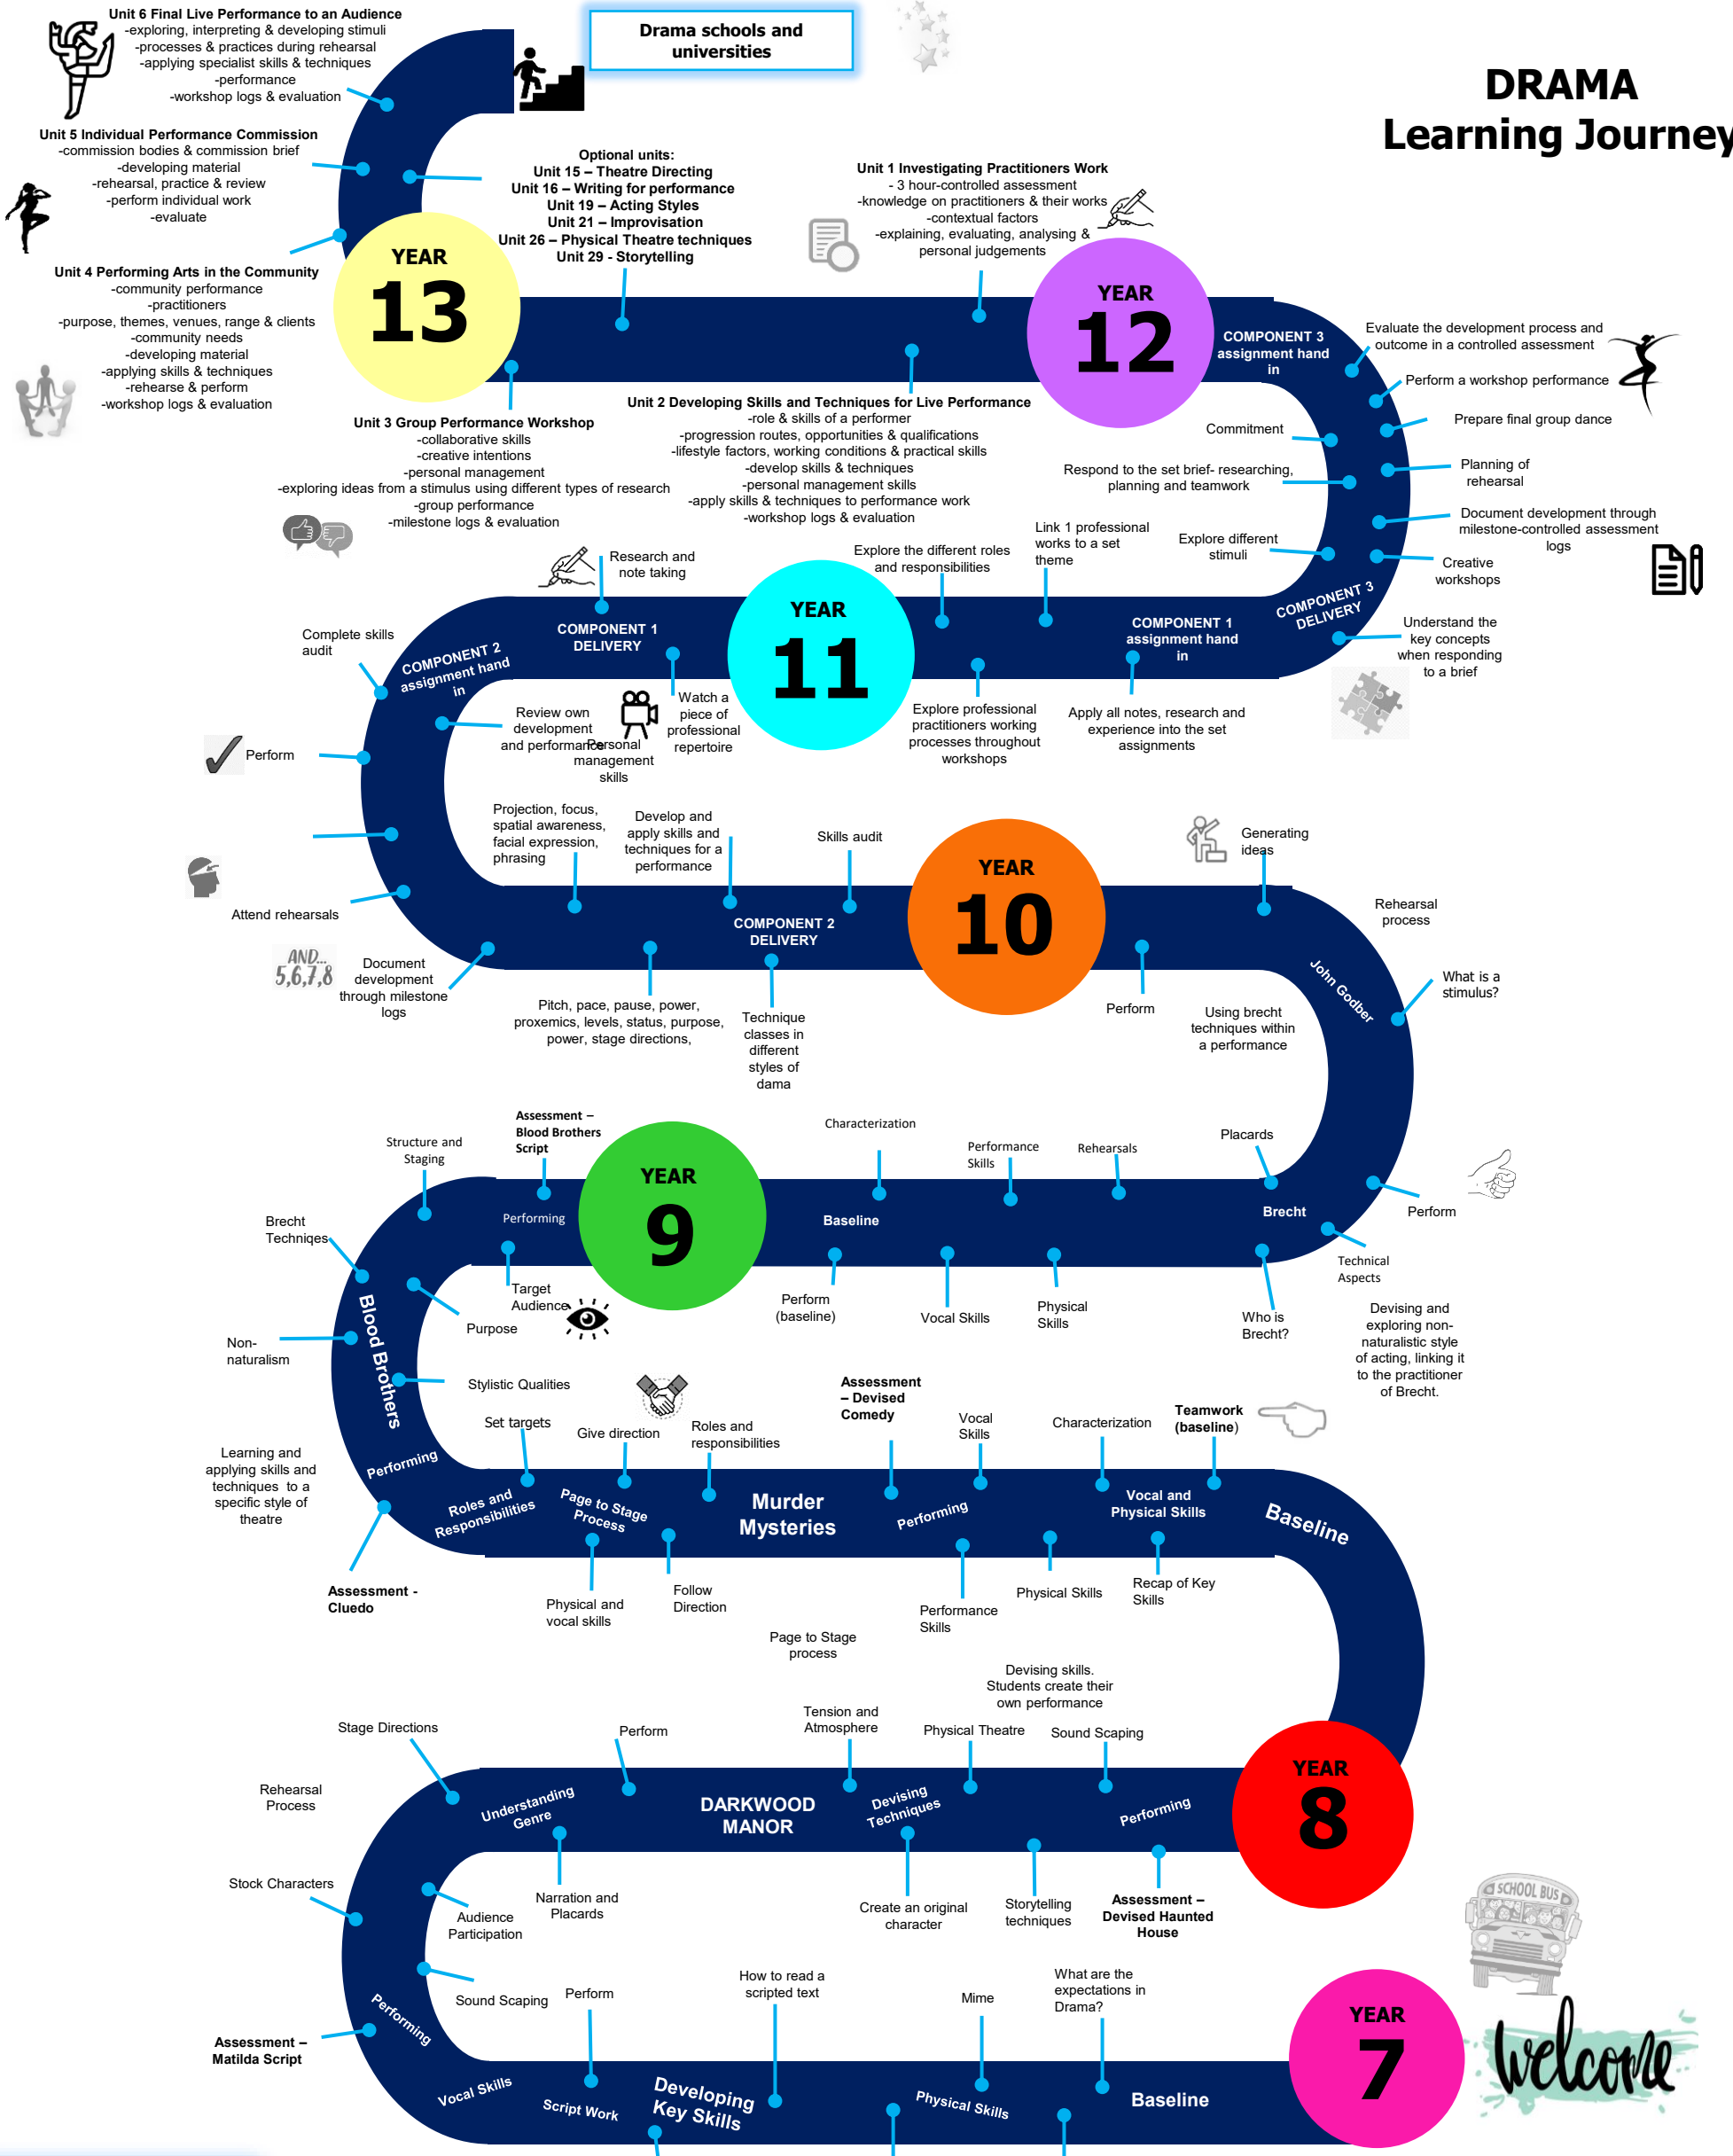 Unit 6 Final Live Performance to an Audience
-exploring, interpreting & developing stimuli
-processes & practices during rehearsal
-applying specialist skills & techniques
-performance
-workshop logs & evaluation
Drama schools and
universities
DRAMA
Learning Journey
Unit 5 Individual Performance Commission
-commission bodies & commission brief
-developing material
-rehearsal, practice & review
-perform individual work
-evaluate
Optional units:
Unit 15 – Theatre Directing
Unit 16 – Writing for performance
Unit 19 – Acting Styles
Unit 21 – Improvisation
Unit 26 – Physical Theatre techniques
Unit 29 - Storytelling
Unit 1 Investigating Practitioners Work
- 3 hour-controlled assessment
-knowledge on practitioners & their works
-contextual factors
-explaining, evaluating, analysing &
personal judgements
Unit 4 Performing Arts in the Community
-community performance
-practitioners
-purpose, themes, venues, range & clients
-community needs
-developing material
-applying skills & techniques
-rehearse & perform
-workshop logs & evaluation
YEAR
13
YEAR
12
COMPONENT 3
assignment hand
in
Evaluate the development process and
outcome in a controlled assessment
Perform a workshop performance
Prepare final group dance
Planning of
rehearsal
Document development through
milestone-controlled assessment
logs
Creative
workshops
Understand the
key concepts
when responding
to a brief
Commitment
Respond to the set brief- researching,
planning and teamwork
Explore different
stimuli
COMPONENT 3
DELIVERY
Unit 3 Group Performance Workshop
-collaborative skills
-creative intentions
-personal management
-exploring ideas from a stimulus using different types of research
-group performance
-milestone logs & evaluation
Unit 2 Developing Skills and Techniques for Live Performance
-role & skills of a performer
-progression routes, opportunities & qualifications
-lifestyle factors, working conditions & practical skills
-develop skills & techniques
-personal management skills
-apply skills & techniques to performance work
-workshop logs & evaluation
Research and
note taking
Explore the different roles
and responsibilities
Link 1 professional
works to a set
theme
YEAR
11
COMPONENT 1
DELIVERY
COMPONENT 1
assignment hand
in
COMPONENT 2
assignment hand
in
Complete skills
audit
Review own
development
and performance
Personal
management
skills
Watch a
piece of
professional
repertoire
Explore professional
practitioners working
processes throughout
workshops
Apply all notes, research and
experience into the set
assignments
Perform
Projection, focus,
spatial awareness,
facial expression,
phrasing
Develop and
apply skills and
techniques for a
performance
Skills audit
Generating
ideas
Rehearsal
process
Attend rehearsals
COMPONENT 2
DELIVERY
YEAR
10
AND...
5,6,7,8
Document
development
through milestone
logs
Pitch, pace, pause, power,
proxemics, levels, status, purpose,
power, stage directions,
Technique
classes in
different
styles of
dama
Perform
Using brecht
techniques within
a performance
John Godber
What is a
stimulus?
Structure and
Staging
Assessment –
Blood Brothers
Script
Characterization
Performance
Skills
Rehearsals
Placards
YEAR
9
Performing
Baseline
Brecht
Perform
Technical
Aspects
Brecht
Techniqes
Target
Audience
Purpose
Perform
(baseline)
Vocal Skills
Physical
Skills
Who is
Brecht?
Devising and
exploring non-
naturalistic style
of acting, linking it
to the practitioner
of Brecht.
Non-
naturalism
Blood Brothers
Stylistic Qualities
Set targets
Give direction
Roles and
responsibilities
Assessment
– Devised
Comedy
Vocal
Skills
Characterization
Teamwork
(baseline)
Learning and
applying skills and
techniques to a
specific style of
theatre
Performing
Roles and
Responsibilities
Page to Stage
Process
Murder
Mysteries
Performing
Vocal and
Physical Skills
Baseline
Assessment -
Cluedo
Physical and
vocal skills
Follow
Direction
Performance
Skills
Physical Skills
Recap of Key
Skills
Page to Stage
process
Devising skills.
Students create their
own performance
Stage Directions
Perform
Tension and
Atmosphere
Physical Theatre
Sound Scaping
YEAR
8
Rehearsal
Process
Understanding
Genre
DARKWOOD
MANOR
Devising
Techniques
Performing
Stock Characters
Audience
Participation
Narration and
Placards
Create an original
character
Storytelling
techniques
Assessment –
Devised Haunted
House
SCHOOL BUS
Sound Scaping
Perform
How to read a
scripted text
Mime
What are the
expectations in
Drama?
YEAR
7
welcome
Performing
Assessment –
Matilda Script
Vocal Skills
Script Work
Developing
Key Skills
Physical Skills
Baseline